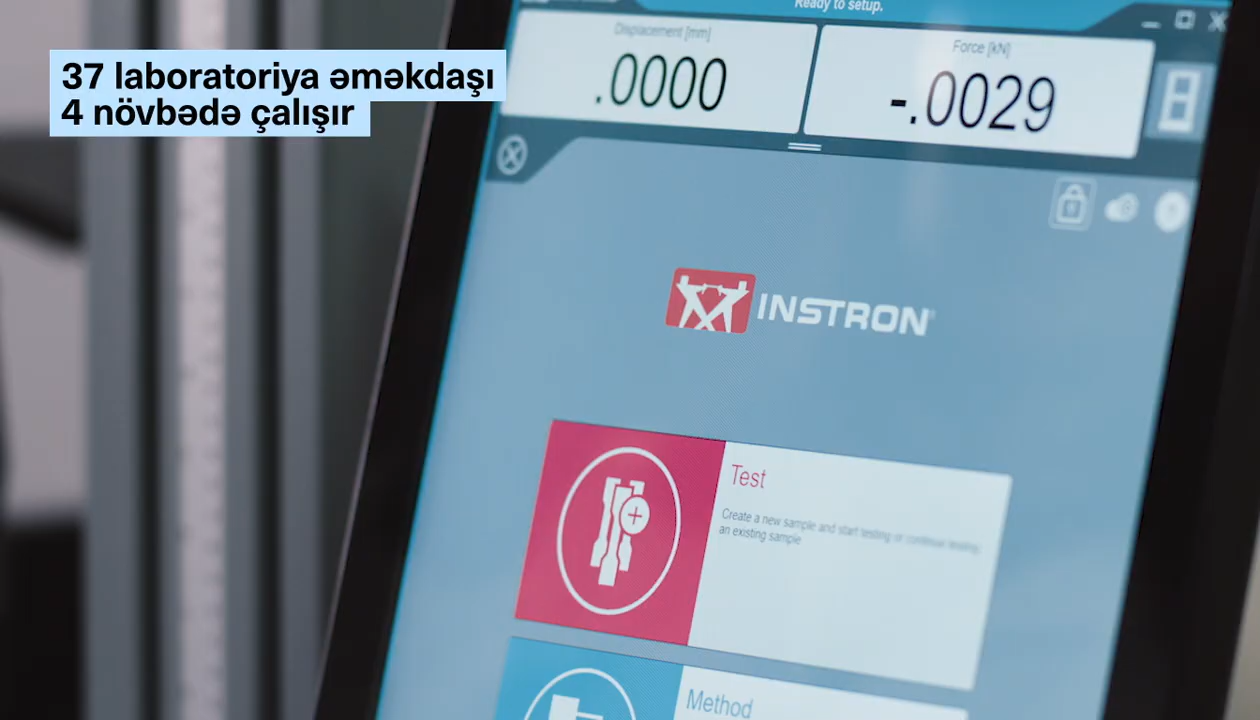 Ready to setup.
Displacement [mm]
.0000
Force [kN]
-.0029
37 laboratoriya əməkdaşı
4 növbədə çalışır
INSTRON®
Test
Create a new sample and start testing or continue testing
an existing sample
Method